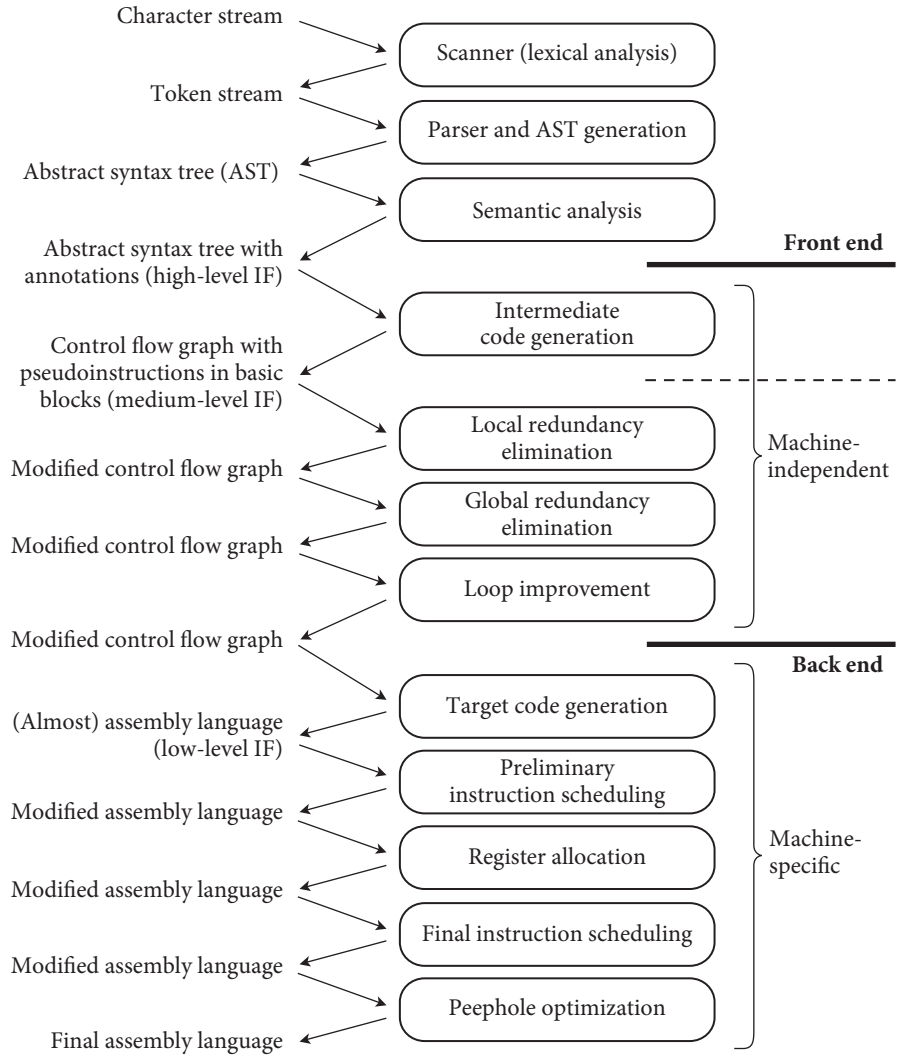 Character stream
Scanner (lexical analysis)
Token stream
Parser and AST generation
Abstract syntax tree (AST)
Semantic analysis
Front end
Abstract syntax tree with
annotations (high-level IF)
Intermediate
code generation
Control flow graph with
pseudoinstructions in basic
blocks (medium-level IF)
Local redundancy
elimination
Machine-
independent
Modified control flow graph
Global redundancy
elimination
Modified control flow graph
Loop improvement
Modified control flow graph
Back end
Target code generation
(Almost) assembly language
(low-level IF)
Preliminary
instruction scheduling
Modified assembly language
Machine-
specific
Register allocation
Modified assembly language
Final instruction scheduling
Modified assembly language
Peephole optimization
Final assembly language